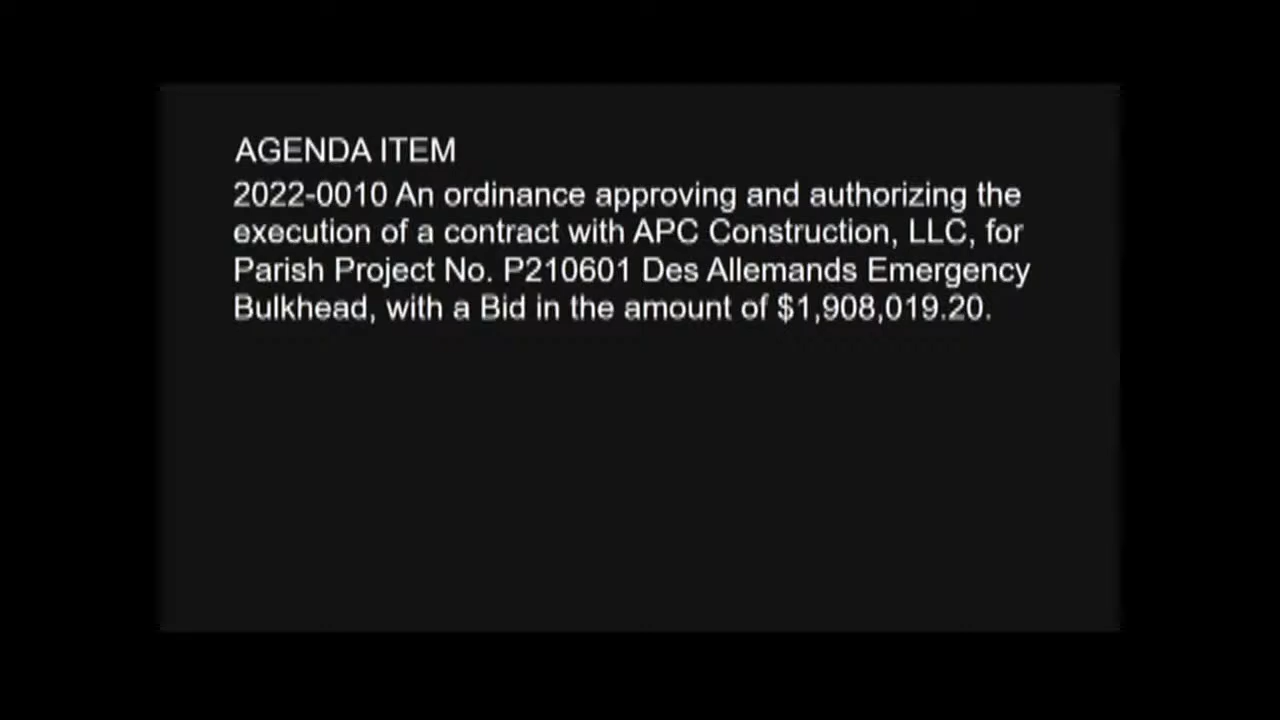 AGENDA ITEM
2022-0010 An ordinance approving and authorizing the
execution of a contract with APC Construction, LLC, for
Parish Project No. P210601 Des Allemands Emergency
Bulkhead, with a Bid in the amount of $1,908,019.20.